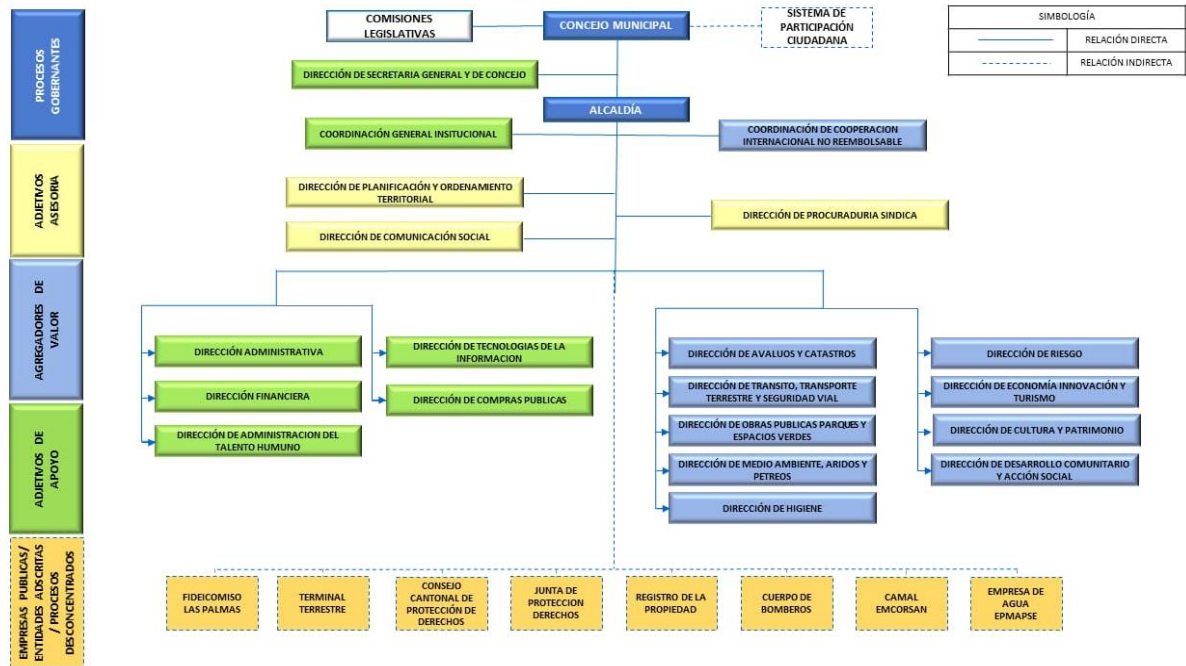 COMISIONES
LEGISLATIVAS
CONCEJO MUNICIPAL
SISTEMA DE
PARTICIPACIÓN
CIUDADANA
SIMBOLOGÍA
RELACIÓN DIRECTA
RELACIÓN INDIRECTA
PROCESOS
GOBERNANTES
DIRECCIÓN DE SECRETARIA GENERAL Y DE CONCEJO
ALCALDÍA
COORDINACIÓN GENERAL INSITUCIONAL
COORDINACIÓN DE COOPERACION
INTERNACIONAL NO REEMBOLSABLE
ADJETIVOS
ASESORIA
DIRECCIÓN DE PLANIFICACIÓN Y ORDENAMIENTO
TERRITORIAL
DIRECCIÓN DE PROCURADURIA SINDICA
DIRECCIÓN DE COMUNICACIÓN SOCIAL
AGREGADORES DE
VALOR
DIRECCIÓN ADMINISTRATIVA
DIRECCIÓN FINANCIERA
DIRECCIÓN DE ADMINISTRACION DEL
TALENTO HUMANO
DIRECCIÓN DE TECNOLOGIAS DE LA
INFORMACION
DIRECCIÓN DE COMPRAS PUBLICAS
DIRECCIÓN DE AVALUOS Y CATASTROS
DIRECCIÓN DE TRANSITO, TRANSPORTE
TERRESTRE Y SEGURIDAD VIAL
DIRECCIÓN DE OBRAS PUBLICAS PARQUES Y
ESPACIOS VERDES
DIRECCIÓN DE MEDIO AMBIENTE, ARIDOS Y
PETREOS
DIRECCIÓN DE HIGIENE
DIRECCIÓN DE RIESGO
DIRECCIÓN DE ECONOMÍA INNOVACIÓN Y
TURISMO
DIRECCIÓN DE CULTURA Y PATRIMONIO
DIRECCIÓN DE DESARROLLO COMUNITARIO
Y ACCIÓN SOCIAL
ADJETIVOS DE
APOYO
EMPRESAS PUBLICAS/
ENTIDADES ADSCRITAS
/ PROCESOS
DESCONCENTRADOS
FIDEICOMISO
LAS PALMAS
TERMINAL
TERRESTRE
CONSEJO
CANTONAL DE
PROTECCIÓN DE
DERECHOS
JUNTA DE
PROTECCION
DERECHOS
REGISTRO DE LA
PROPIEDAD
CUERPO DE
BOMBEROS
CAMAL
EMCORSAN
EMPRESA DE
AGUA
EPMAPSE